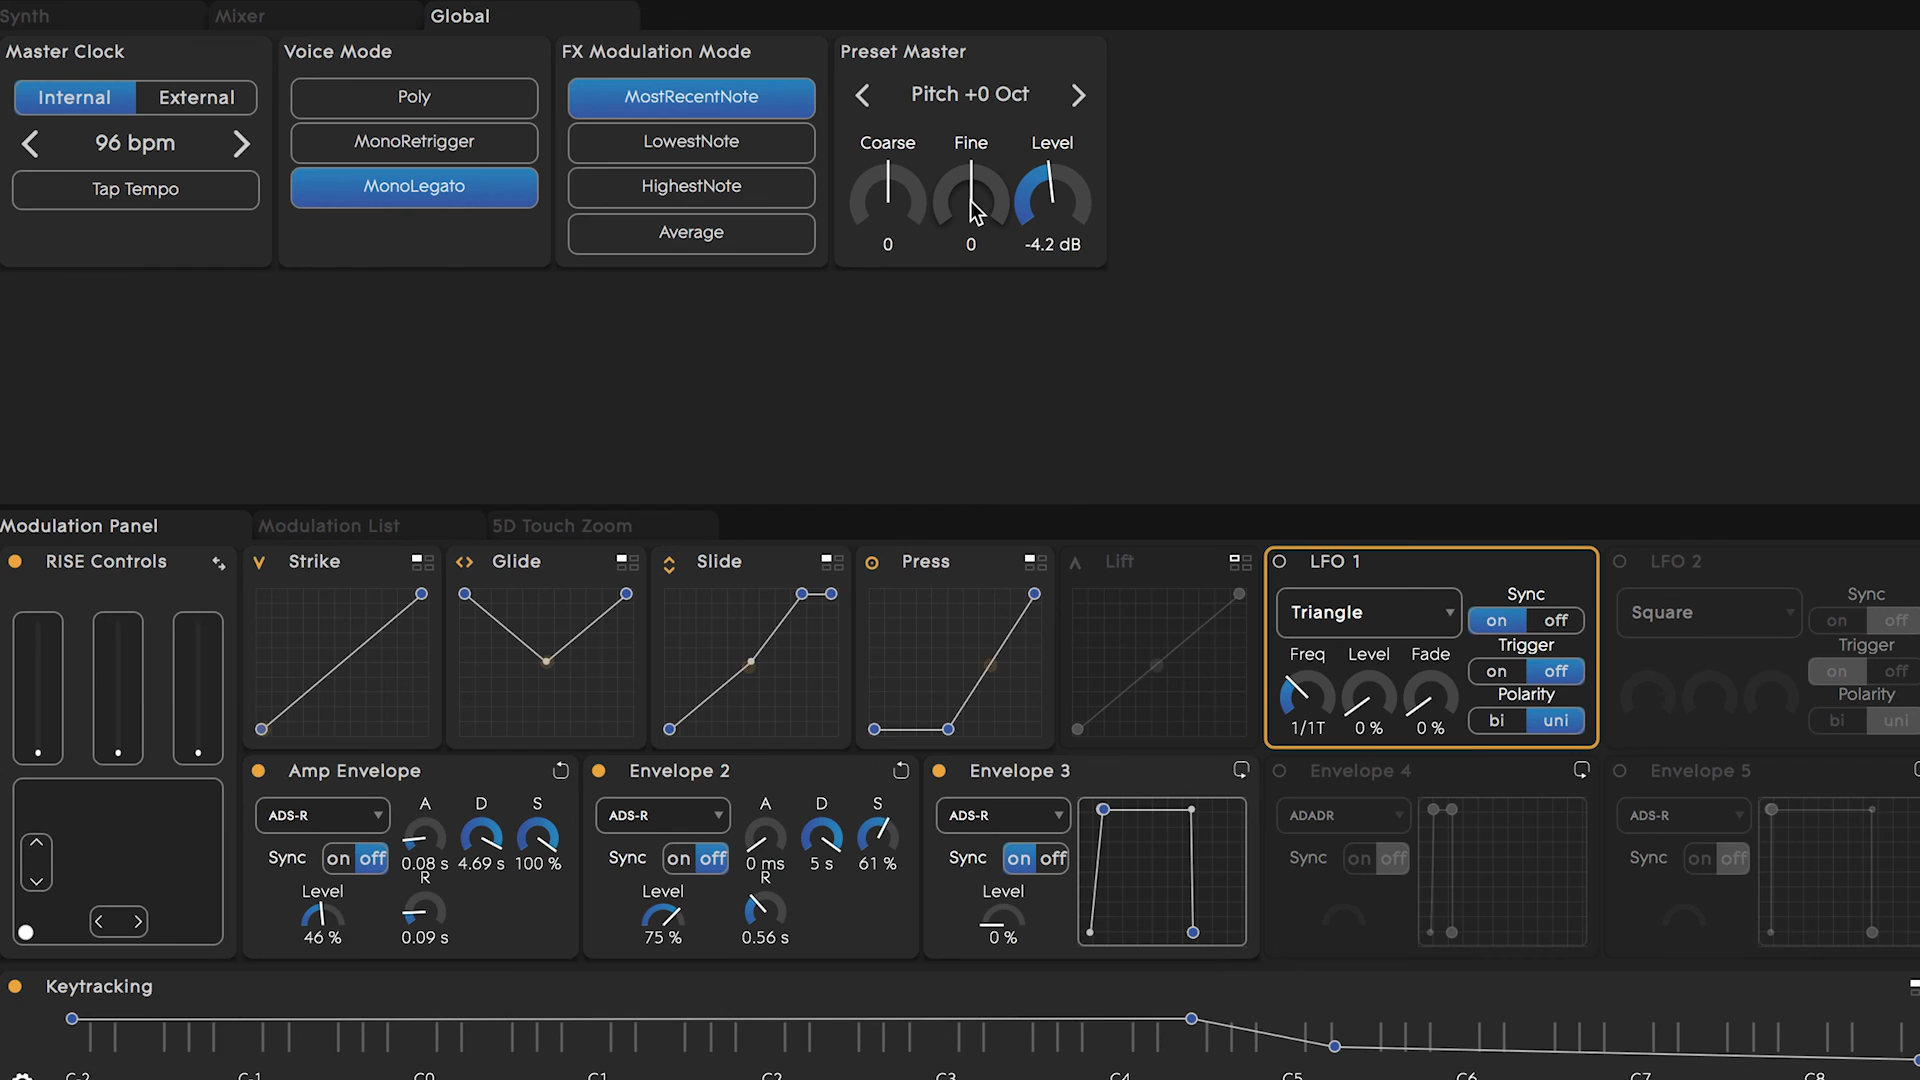 Synth Mixer Global
Master Clock
Internal External
96 bpm
Tap Tempo
Voice Mode
Poly
MonoRetrigger
MonoLegato
FX Modulation Mode
MostRecentNote
LowestNote
HighestNote
Average
Preset Master
Pitch +0 Oct
Coarse Fine Level
0 0 -4.2 dB
Modulation Panel Modulation List 5D Touch Zoom
RISE Controls
Strike
Glide
Slide
Press
Lift
LFO 1
Triangle
Sync
on off
Trigger
on off
Polarity
bi uni
Freq Level Fade
1/1T 0 % 0 %
LFO 2
Square
Sync
on off
Trigger
on off
Polarity
bi uni
Amp Envelope
ADS-R
A D S
Sync on off
0.08 s 4.69 s 100 %
Level R
46 % 0.09 s
Envelope 2
ADS-R
A D S
Sync on off
0 ms 5 s 61 %
Level R
75 % 0.56 s
Envelope 3
ADS-R
Sync on off
Level
0 %
Envelope 4
ADADR
Sync on off
Envelope 5
ADS-R
Sync on off
Keytracking
C-2 C-1 C0 C1 C2 C3 C4 C5 C6 C7 C8